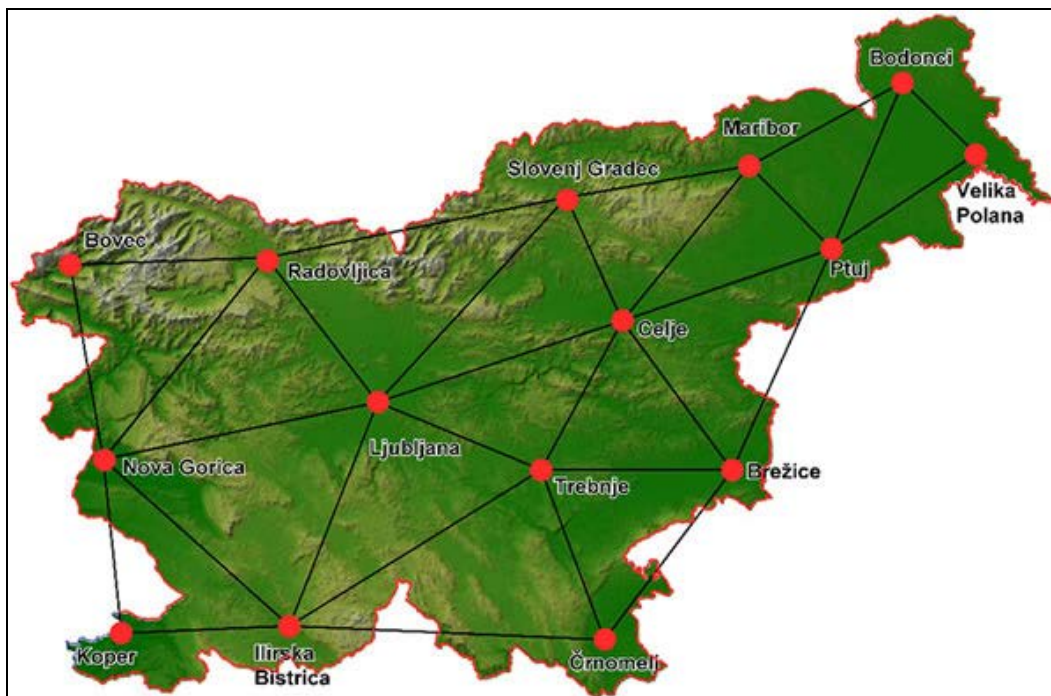 Bodonci
Maribor
Slovenj Gradec
Velika
Polana
Bovec
Radovljica
Ptuj
Celje
Ljubljana
Nova Gorica
Trebnje
Brežice
Koper
Ilirska
Bistrica
Črnomelj